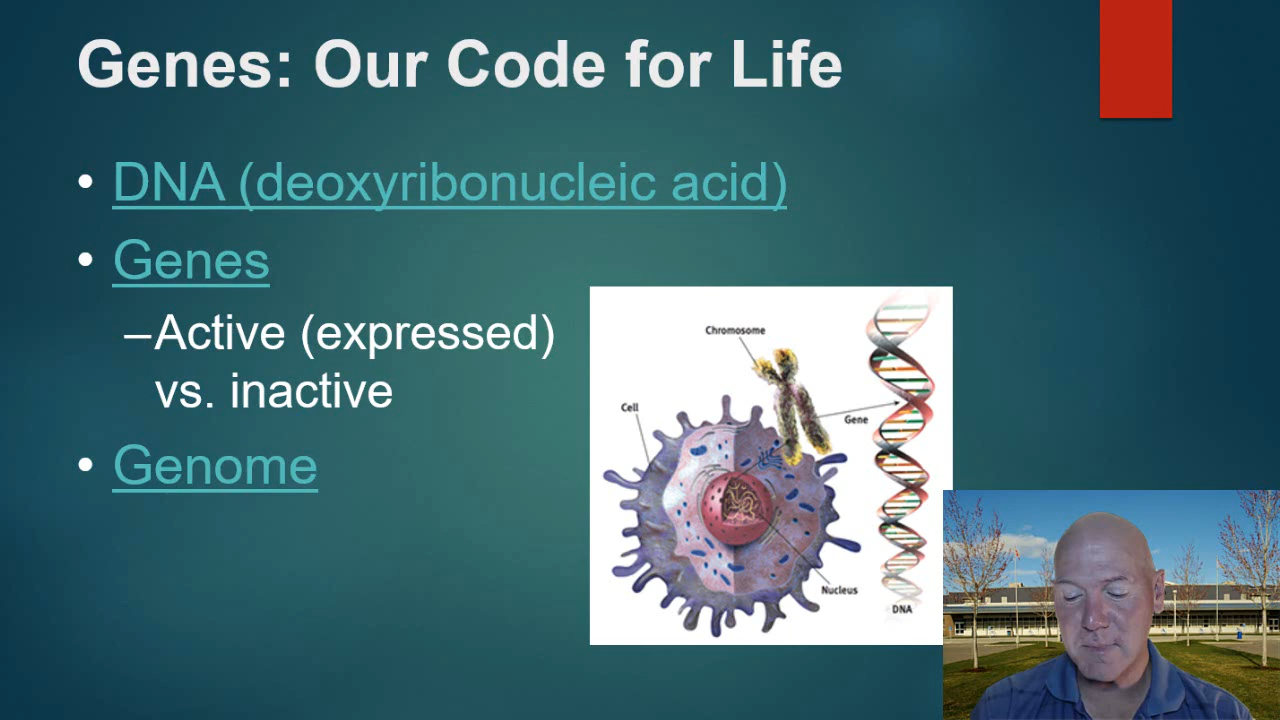 Genes: Our Code for Life
• DNA (deoxyribonucleic acid)
• Genes
–Active (expressed)
vs. inactive
• Genome
Chromosome
Cell
Gene
Nucleus
DNA